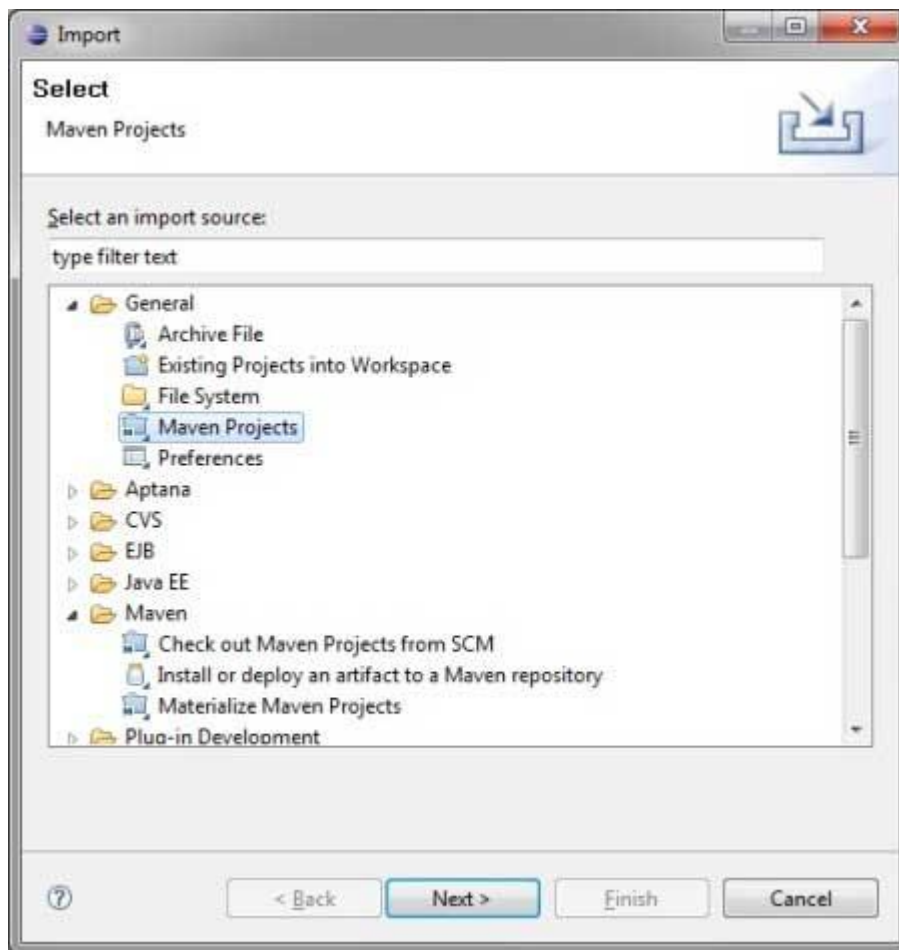 Import
Select
Maven Projects
Select an import source:
type filter text
General
Archive File
Existing Projects into Workspace
File System
Maven Projects
Preferences
Aptana
CVS
EJB
Java EE
Maven
Check out Maven Projects from SCM
Install or deploy an artifact to a Maven repository
Materialize Maven Projects
Plug-in Development
< Back Next > Finish Cancel